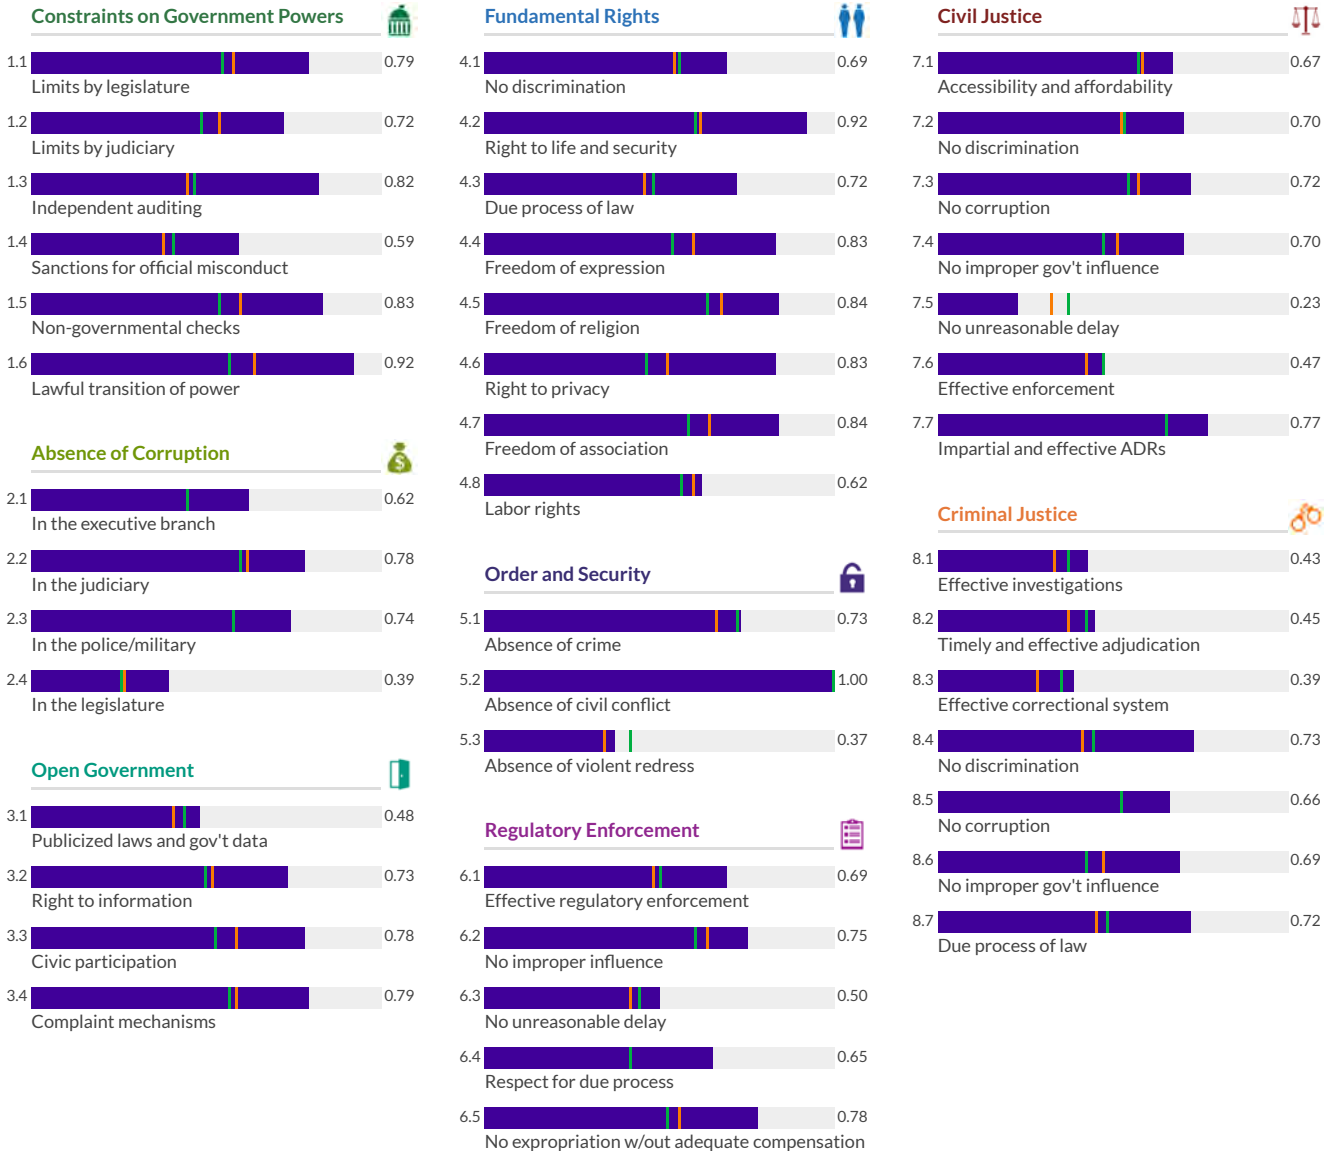 Constraints on Government Powers
1.1 0.79
Limits by legislature
1.2 0.72
Limits by judiciary
1.3 0.82
Independent auditing
1.4 0.59
Sanctions for official misconduct
1.5 0.83
Non-governmental checks
1.6 0.92
Lawful transition of power
Absence of Corruption
2.1 0.62
In the executive branch
2.2 0.78
In the judiciary
2.3 0.74
In the police/military
2.4 0.39
In the legislature
Open Government
3.1 0.48
Publicized laws and gov't data
3.2 0.73
Right to information
3.3 0.78
Civic participation
3.4 0.79
Complaint mechanisms
Fundamental Rights
4.1 0.69
No discrimination
4.2 0.92
Right to life and security
4.3 0.72
Due process of law
4.4 0.83
Freedom of expression
4.5 0.84
Freedom of religion
4.6 0.83
Right to privacy
4.7 0.84
Freedom of association
4.8 0.62
Labor rights
Order and Security
5.1 0.73
Absence of crime
5.2 1.00
Absence of civil conflict
5.3 0.37
Absence of violent redress
Regulatory Enforcement
6.1 0.69
Effective regulatory enforcement
6.2 0.75
No improper influence
6.3 0.50
No unreasonable delay
6.4 0.65
Respect for due process
6.5 0.78
No expropriation w/out adequate compensation
Civil Justice
7.1 0.67
Accessibility and affordability
7.2 0.70
No discrimination
7.3 0.72
No corruption
7.4 0.70
No improper gov't influence
7.5 0.23
No unreasonable delay
7.6 0.47
Effective enforcement
7.7 0.77
Impartial and effective ADRs
Criminal Justice
8.1 0.43
Effective investigations
8.2 0.45
Timely and effective adjudication
8.3 0.39
Effective correctional system
8.4 0.73
No discrimination
8.5 0.66
No corruption
8.6 0.69
No improper gov't influence
8.7 0.72
Due process of law